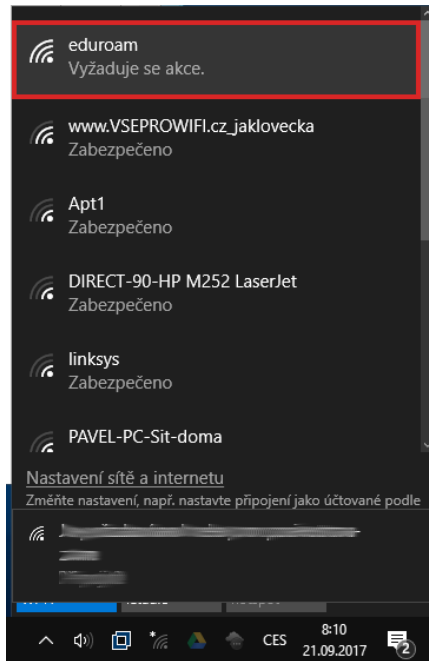 eduroam
Vyžaduje se akce.
www.VSEPROWIFI.cz_jaklovecka
Zabezpečeno
Apt1
Zabezpečeno
DIRECT-90-HP M252 LaserJet
Zabezpečeno
linksys
Zabezpečeno
PAVEL-PC-Sit-doma
Nastavení sítě a internetu
Změňte nastavení, např. nastavte připojení jako účtované podle
CES
8:10
21.09.2017
2